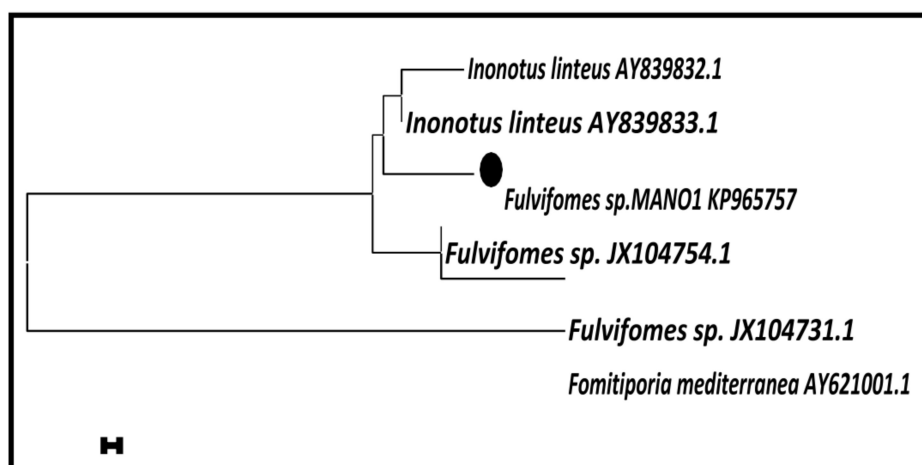 Inonotus linteus AY839832.1
Inonotus linteus AY839833.1
Fulvifomes sp.MANO1 KP965757
Fulvifomes sp. JX104754.1
Fulvifomes sp. JX104731.1
Fomitiporia mediterranea AY621001.1